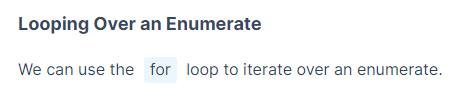 Looping Over an Enumerate
We can use the for loop to iterate over an enumerate.